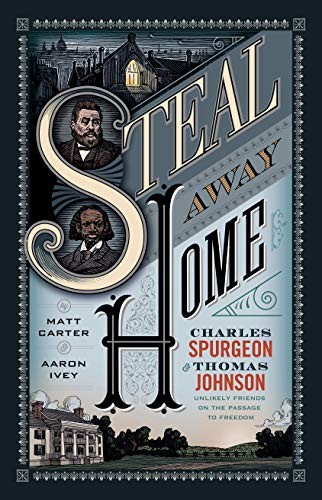 STEAL
AWAY
HOME
by
MATT
CARTER
&
AARON
IVEY
CHARLES
SPURGEON
& THOMAS
JOHNSON
UNLIKELY FRIENDS
ON THE PASSAGE
TO FREEDOM